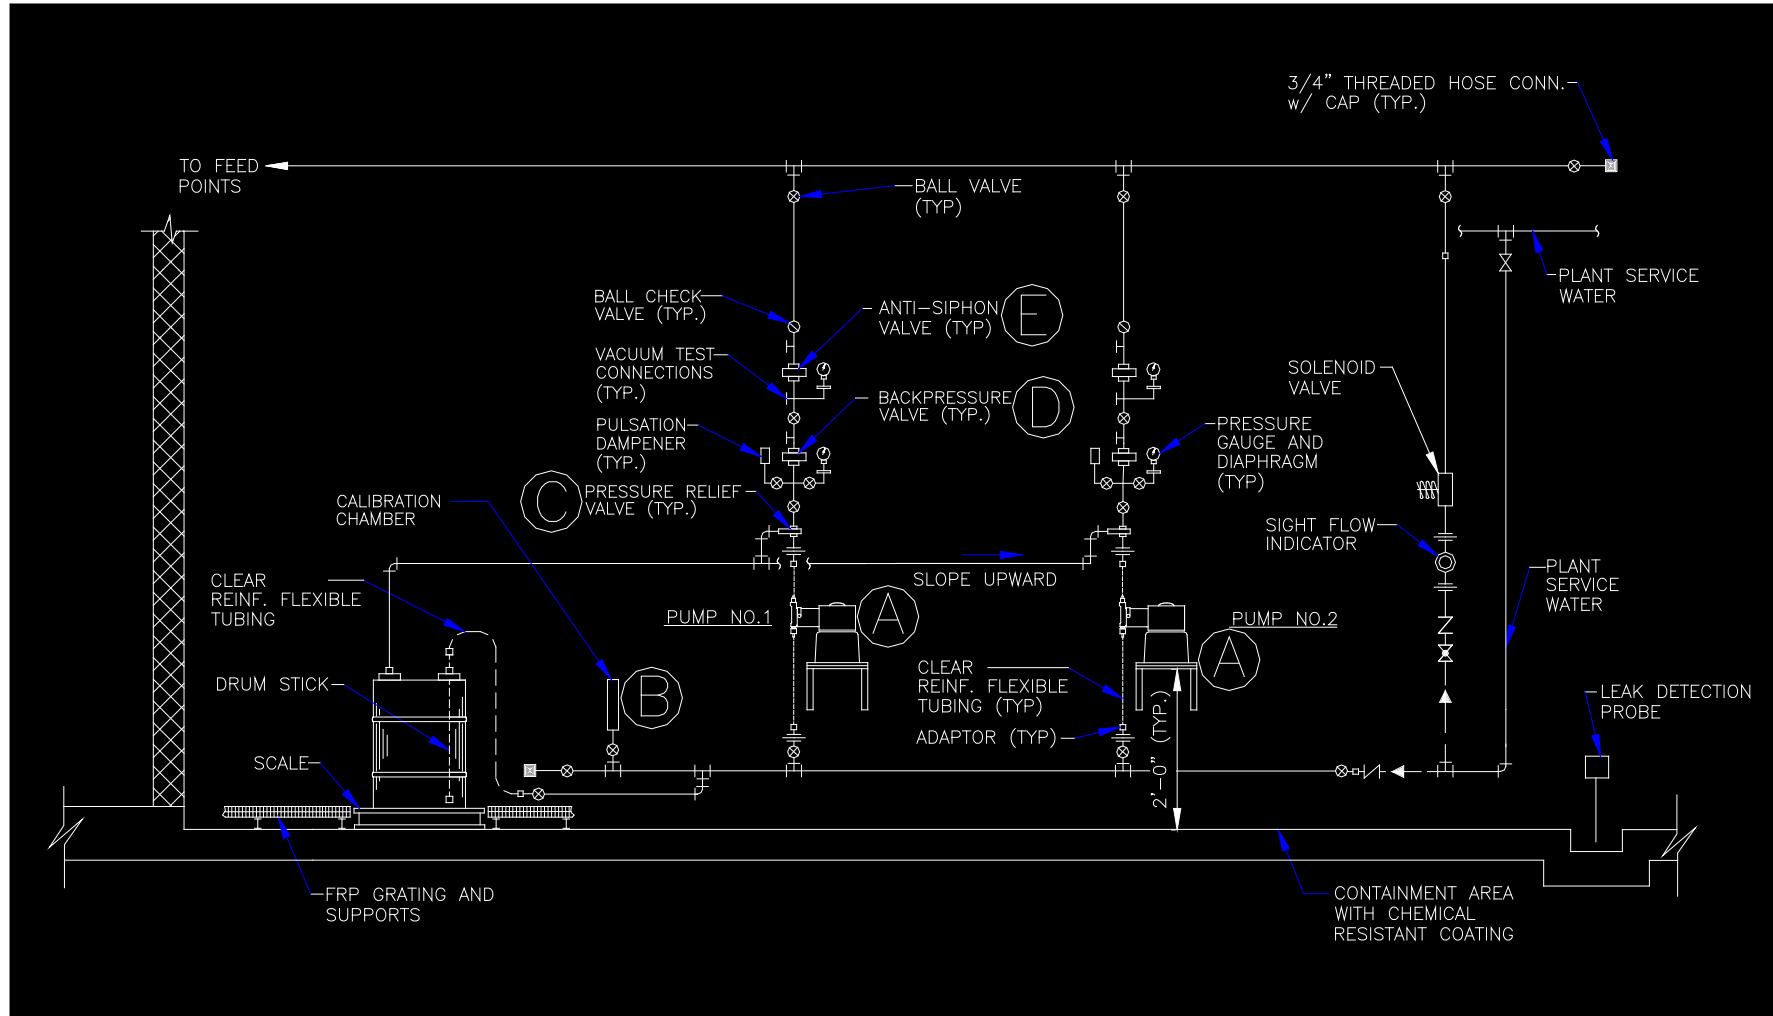 3/4" THREADED HOSE CONN.
w/ CAP (TYP.)
TO FEED
POINTS
BALL VALVE
(TYP)
PLANT SERVICE
WATER
BALL CHECK
VALVE (TYP.)
ANTI-SIPHON
VALVE (TYP)
E
VACUUM TEST
CONNECTIONS
(TYP.)
SOLENOID
VALVE
BACKPRESSURE
VALVE (TYP.)
D
PULSATION
DAMPENER
(TYP.)
PRESSURE
GAUGE AND
DIAPHRAGM
(TYP)
C
PRESSURE RELIEF
VALVE (TYP.)
CALIBRATION
CHAMBER
SIGHT FLOW
INDICATOR
SLOPE UPWARD
CLEAR
REINF. FLEXIBLE
TUBING
PLANT
SERVICE
WATER
PUMP NO.1
A
PUMP NO.2
A
CLEAR
REINF. FLEXIBLE
TUBING (TYP)
DRUM STICK
B
LEAK DETECTION
PROBE
ADAPTOR (TYP)
2'-0" (TYP.)
SCALE
FRP GRATING AND
SUPPORTS
CONTAINMENT AREA
WITH CHEMICAL
RESISTANT COATING